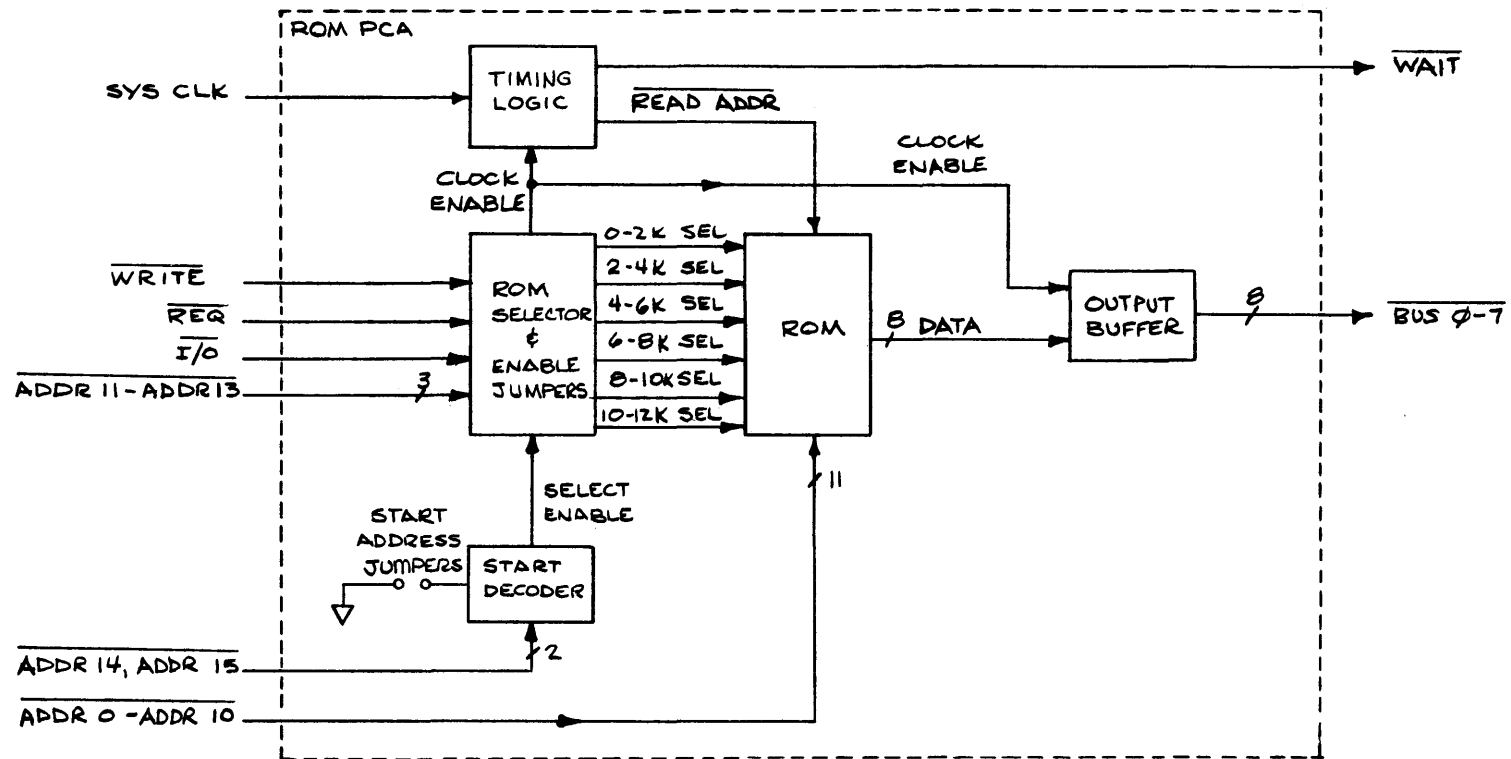 ROM PCA
SYS CLK
TIMING
LOGIC
WAIT
READ ADDR
CLOCK
ENABLE
CLOCK
ENABLE
WRITE
REQ
I/O
ADDR 11-ADDR13
3
ROM
SELECTOR
&
ENABLE
JUMPERS
0-2K SEL
2-4K SEL
4-6K SEL
6-8K SEL
8-10K SEL
10-12K SEL
ROM
8 DATA
OUTPUT
BUFFER
8
BUS Ø-7
11
SELECT
ENABLE
START
ADDRESS
JUMPERS
START
DECODER
2
ADDR 14, ADDR 15
ADDR 0 -ADDR 10